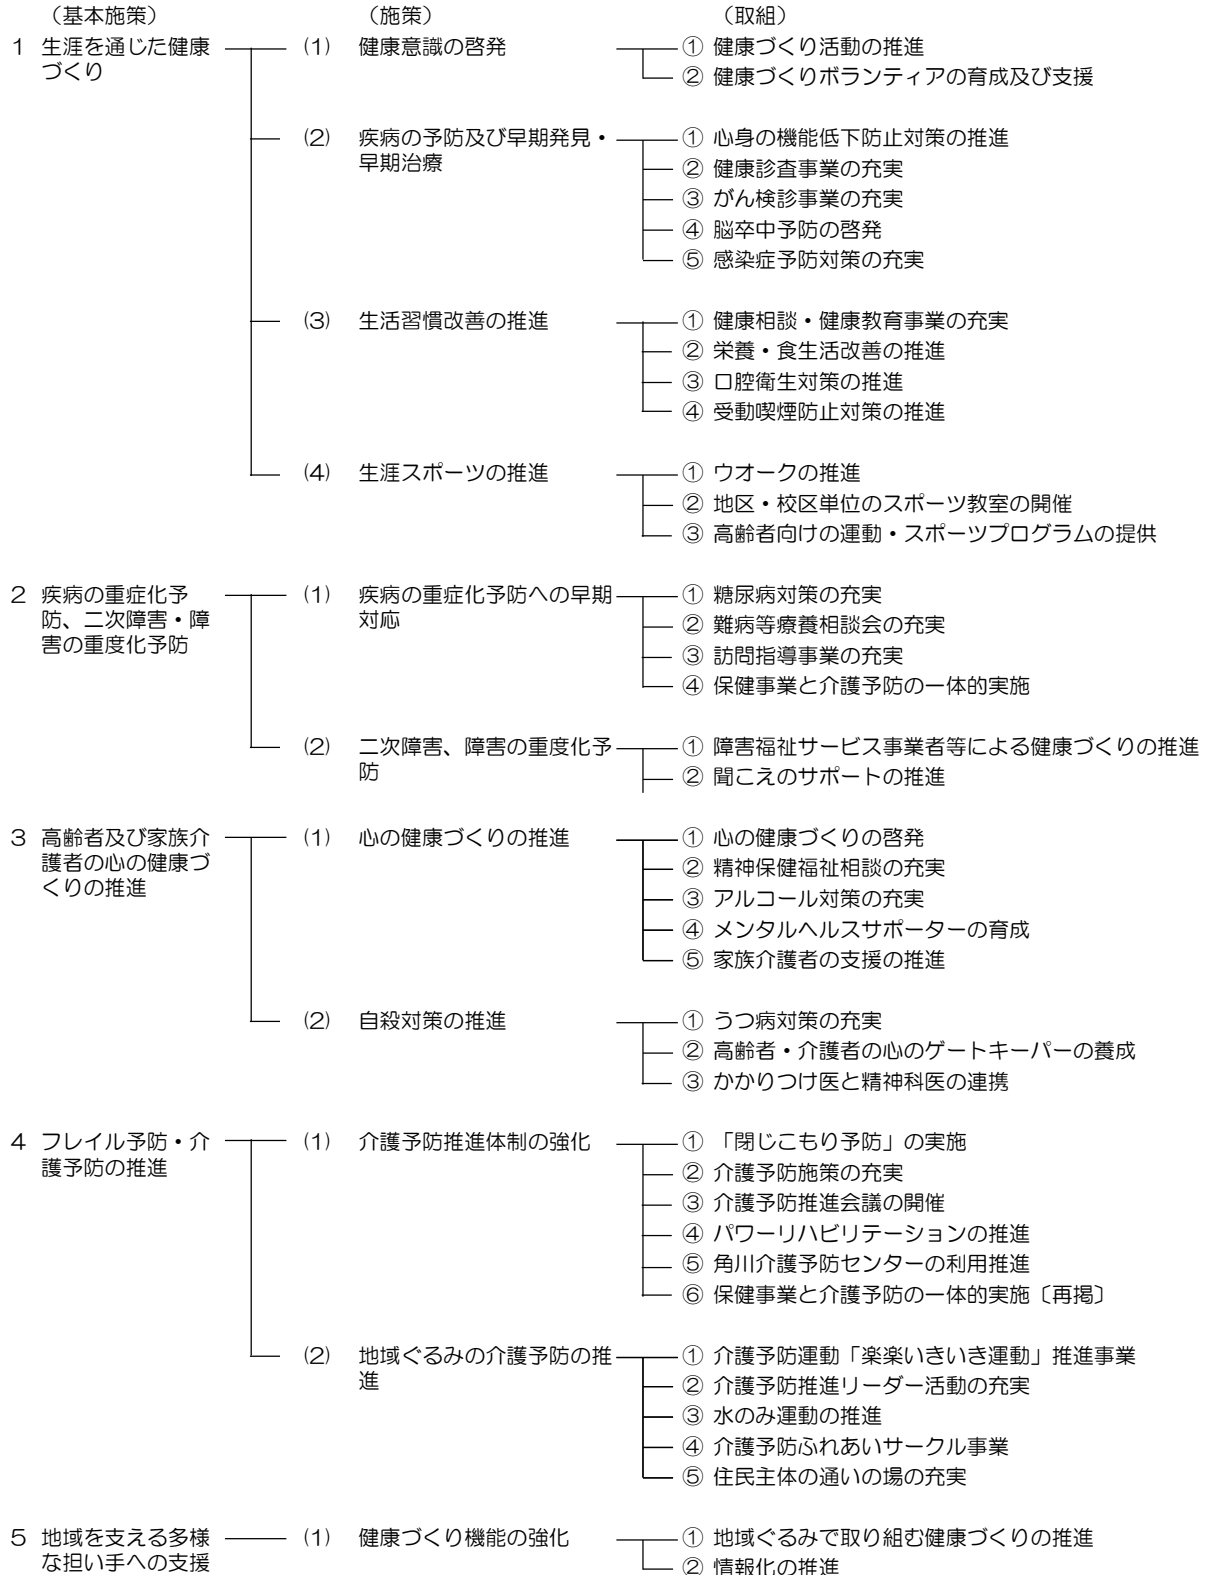 （基本施策） （施策） （取組）
1 生涯を通じた健康 (1) 健康意識の啓発 ① 健康づくり活動の推進
づくり ② 健康づくりボランティアの育成及び支援
(2) 疾病の予防及び早期発見・ ① 心身の機能低下防止対策の推進
早期治療 ② 健康診査事業の充実
③ がん検診事業の充実
④ 脳卒中予防の啓発
⑤ 感染症予防対策の充実
(3) 生活習慣改善の推進 ① 健康相談・健康教育事業の充実
② 栄養・食生活改善の推進
③ 口腔衛生対策の推進
④ 受動喫煙防止対策の推進
(4) 生涯スポーツの推進 ① ウオークの推進
② 地区・校区単位のスポーツ教室の開催
③ 高齢者向けの運動・スポーツプログラムの提供
2 疾病の重症化予 (1) 疾病の重症化予防への早期 ① 糖尿病対策の充実
防、二次障害・障 対応 ② 難病等療養相談会の充実
害の重度化予防 ③ 訪問指導事業の充実
④ 保健事業と介護予防の一体的実施
(2) 二次障害、障害の重度化予 ① 障害福祉サービス事業者等による健康づくりの推進
防 ② 聞こえのサポートの推進
3 高齢者及び家族介 (1) 心の健康づくりの推進 ① 心の健康づくりの啓発
護者の心の健康づ ② 精神保健福祉相談の充実
くりの推進 ③ アルコール対策の充実
④ メンタルヘルスサポーターの育成
⑤ 家族介護者の支援の推進
(2) 自殺対策の推進 ① うつ病対策の充実
② 高齢者・介護者の心のゲートキーパーの養成
③ かかりつけ医と精神科医の連携
4 フレイル予防・介 (1) 介護予防推進体制の強化 ① 「閉じこもり予防」の実施
護予防の推進 ② 介護予防施策の充実
③ 介護予防推進会議の開催
④ パワーリハビリテーションの推進
⑤ 角川介護予防センターの利用推進
⑥ 保健事業と介護予防の一体的実施〔再掲〕
(2) 地域ぐるみの介護予防の推 ① 介護予防運動「楽楽いきいき運動」推進事業
進 ② 介護予防推進リーダー活動の充実
③ 水のみ運動の推進
④ 介護予防ふれあいサークル事業
⑤ 住民主体の通いの場の充実
5 地域を支える多様 (1) 健康づくり機能の強化 ① 地域ぐるみで取り組む健康づくりの推進
な担い手への支援 ② 情報化の推進